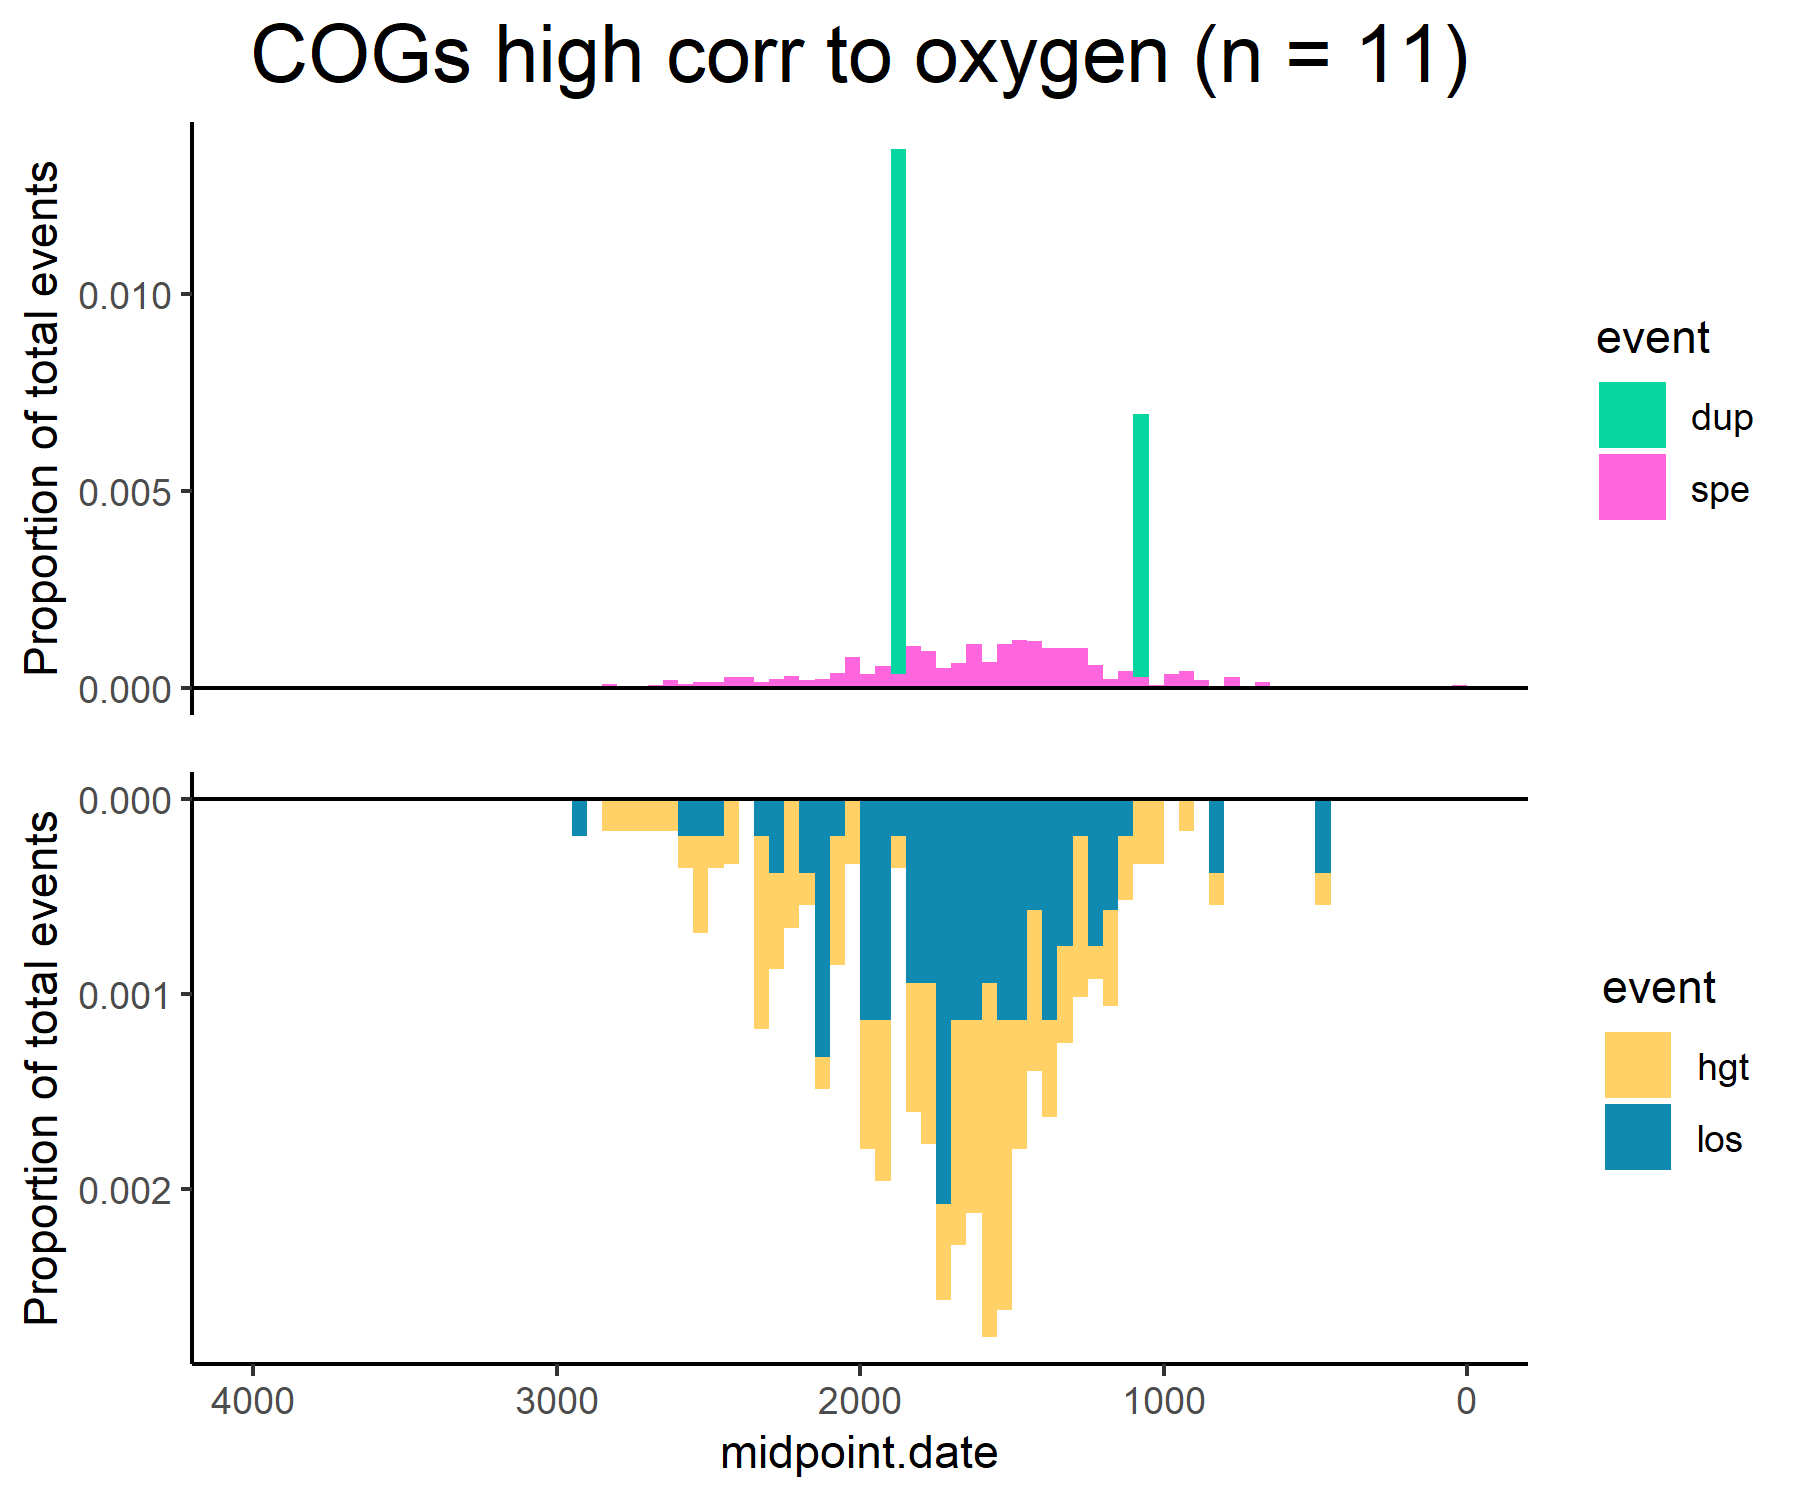 COGs high corr to oxygen (n = 11)
Proportion of total events
0.010
0.005
0.000
event
dup
spe
Proportion of total events
0.000
0.001
0.002
event
hgt
los
4000 3000 2000 1000 0
midpoint.date